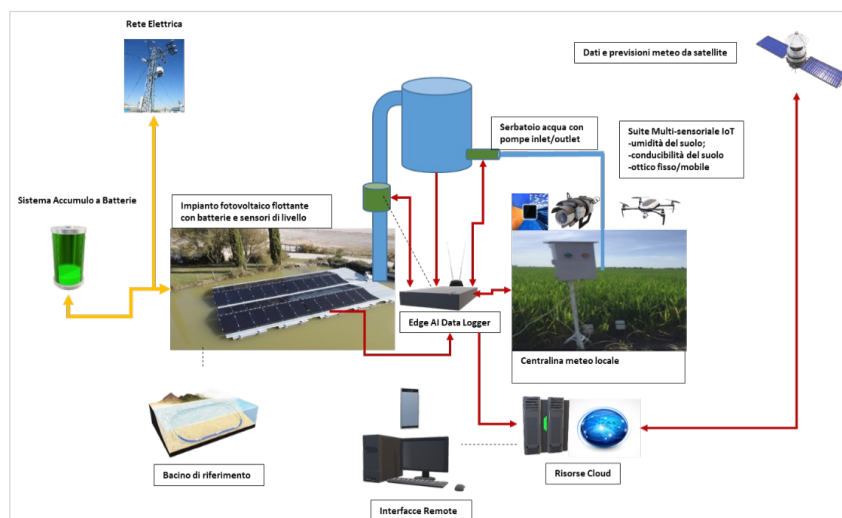 Rete Elettrica
Dati e previsioni meteo da satellite
Serbatoio acqua con
pompe inlet/outlet
Suite Multi-sensoriale IoT
-umidità del suolo;
-conducibilità del suolo
-ottico fisso/mobile
Sistema Accumulo a Batterie
Impianto fotovoltaico flottante
con batterie e sensori di livello
Edge AI Data Logger
Centralina meteo locale
Bacino di riferimento
Risorse Cloud
Interfacce Remote